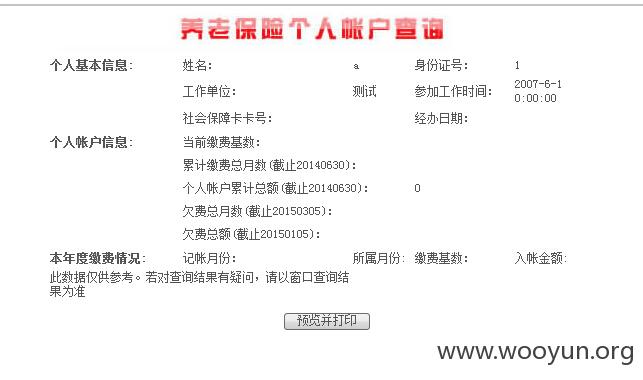 养老保险个人帐户查询
个人基本信息: 姓名: a 身份证号: 1
工作单位: 测试 参加工作时间: 2007-6-1 0:00:00
社会保障卡卡号: 经办日期:
个人帐户信息: 当前缴费基数:
累计缴费总月数(截止20140630):
个人帐户累计总额(截止20140630): 0
欠费总月数(截止20150305):
欠费总额(截止20150105):
本年度缴费情况: 记帐月份: 所属月份: 缴费基数: 入帐金额:
此数据仅供参考。若对查询结果有疑问，请以窗口查询结
果为准
预览并打印
www.wooyun.org